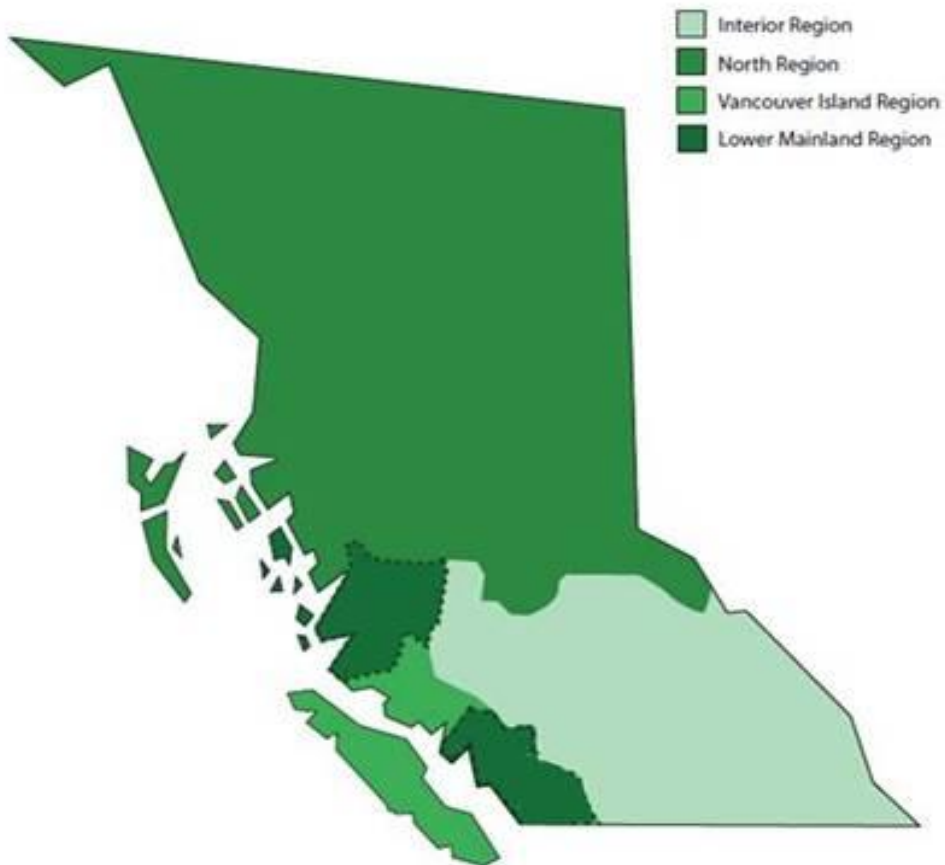 Interior Region
North Region
Vancouver Island Region
Lower Mainland Region